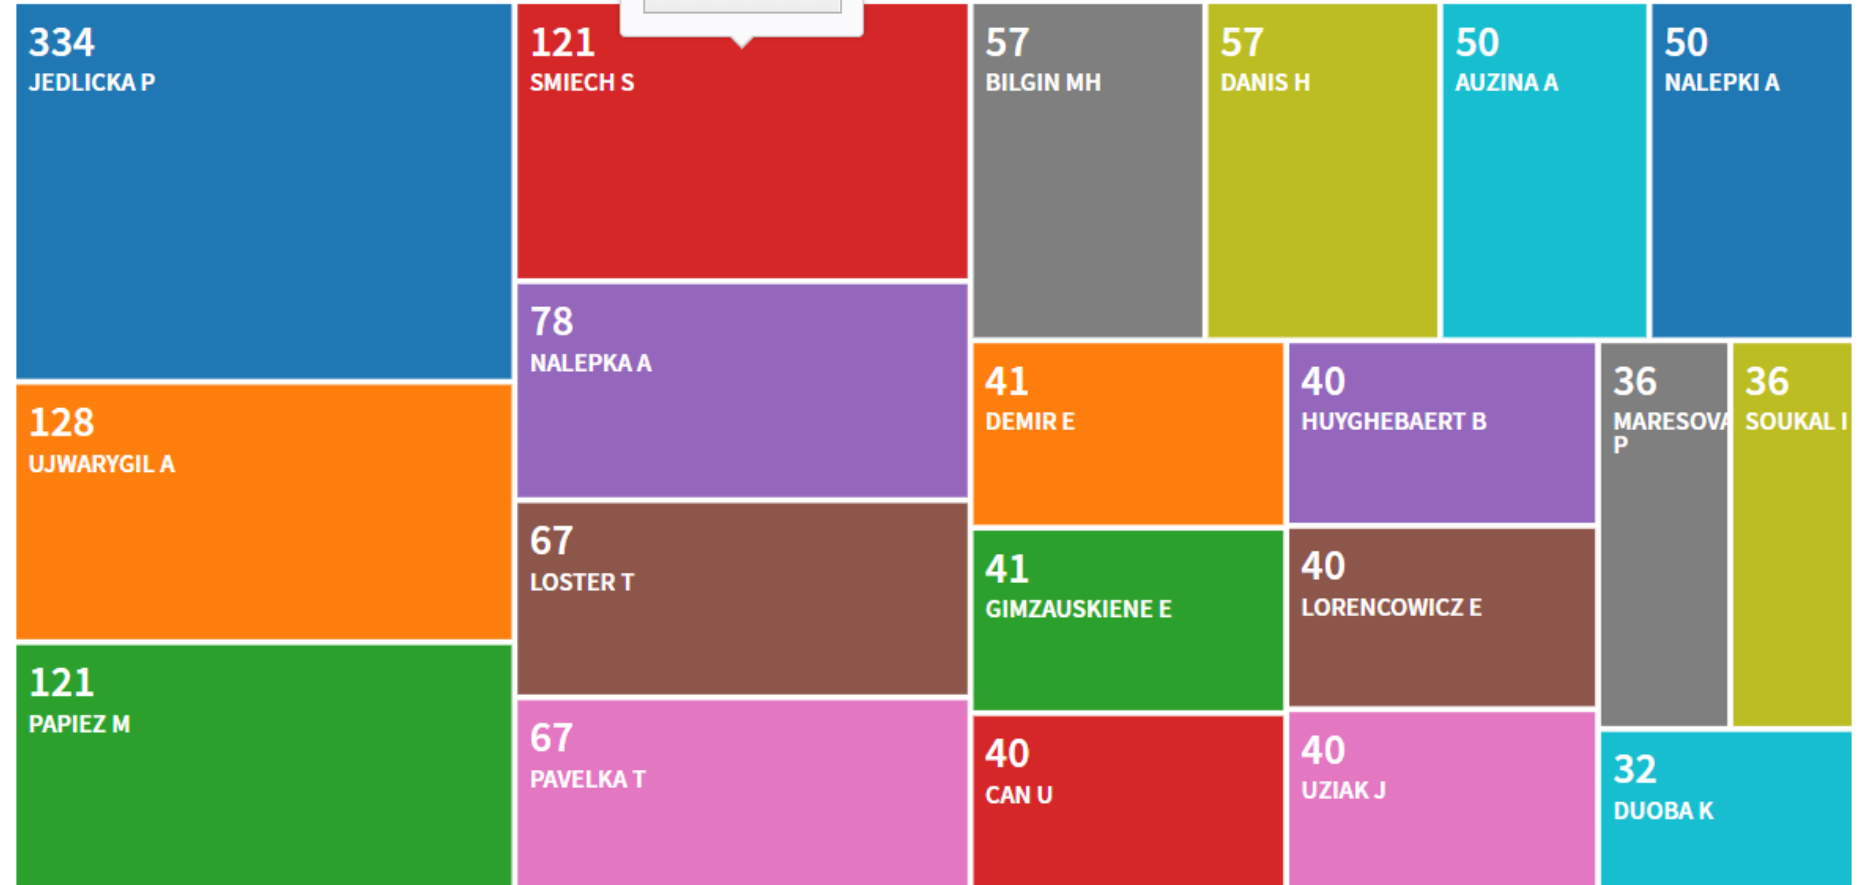 334
JEDLICKA P
128
UJWARYGIL A
121
PAPIEZ M
121
SMIECH S
78
NALEPKA A
67
LOSTER T
67
PAVELKA T
57
BILGIN MH
57
DANIS H
50
AUZINA A
50
NALEPKI A
41
DEMIR E
41
GIMZAUSKIENE E
40
CAN U
40
HUYGHEBAERT B
40
LORENCOWICZ E
40
UZIAK J
36
MARESOVA
P
36
SOUKAL I
32
DUOBA K